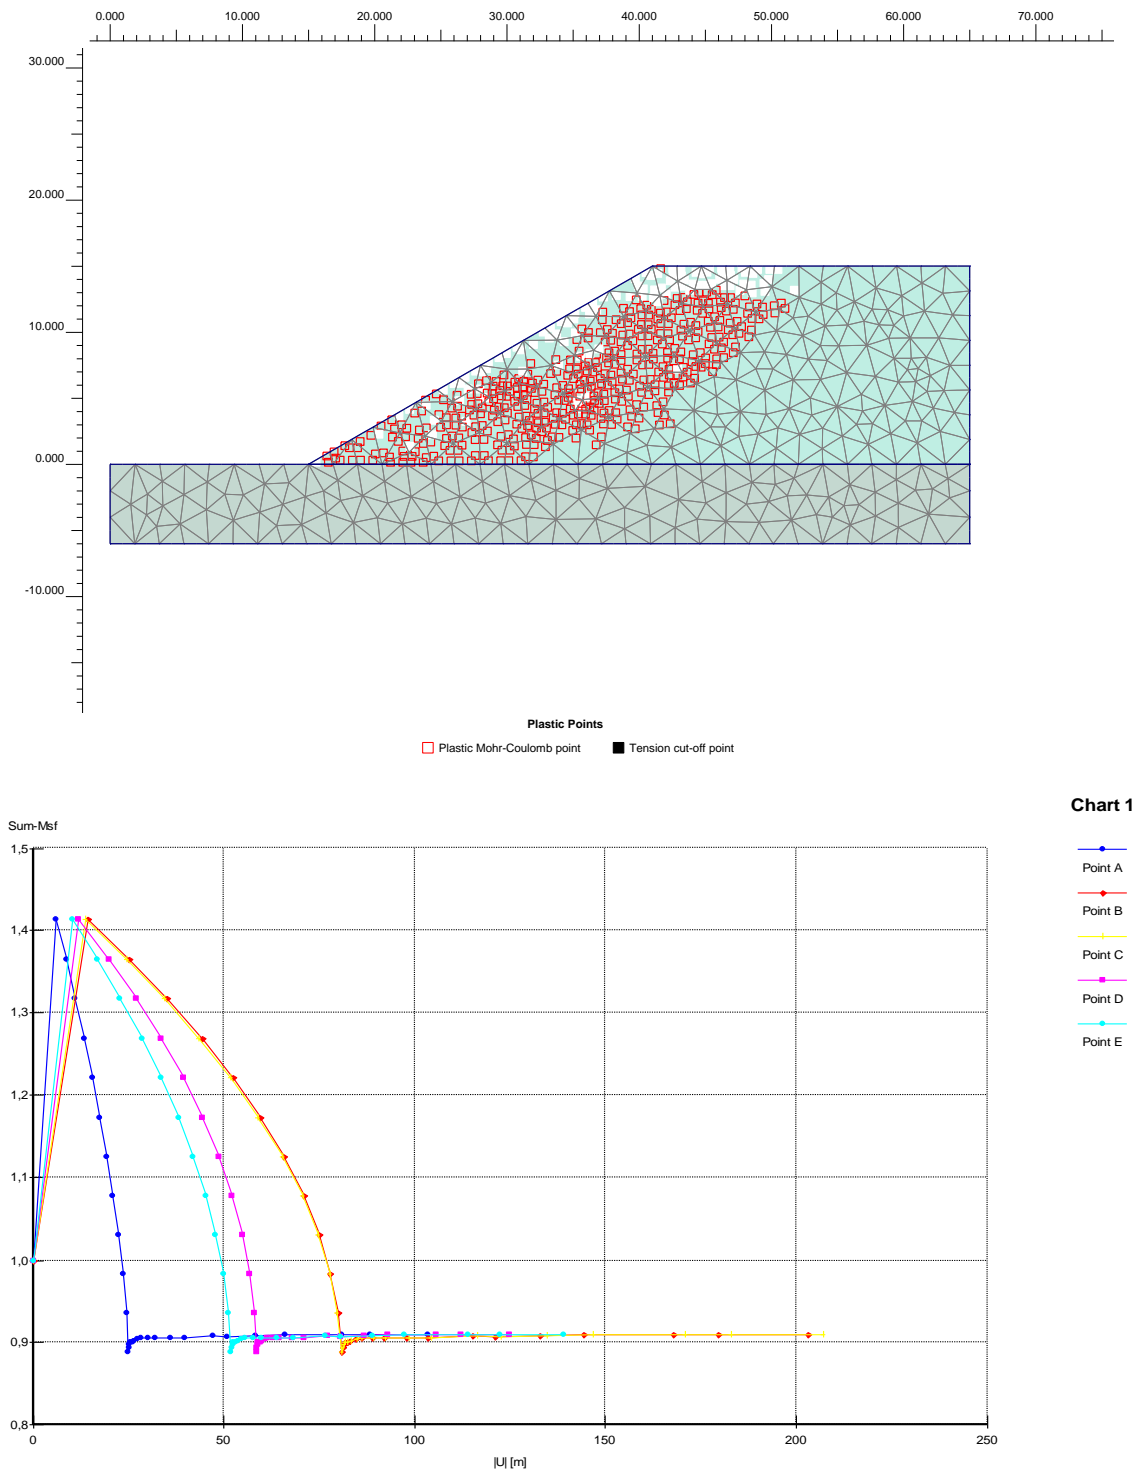 0.000 10.000 20.000 30.000 40.000 50.000 60.000 70.000
30.000
20.000
10.000
0.000
-10.000
Plastic Points
Plastic Mohr-Coulomb point Tension cut-off point
Chart 1
Sum-Msf
1,5
1,4
1,3
1,2
1,1
1,0
0,9
0,8
0 50 100 150 200 250
|U| [m]
Point A
Point B
Point C
Point D
Point E